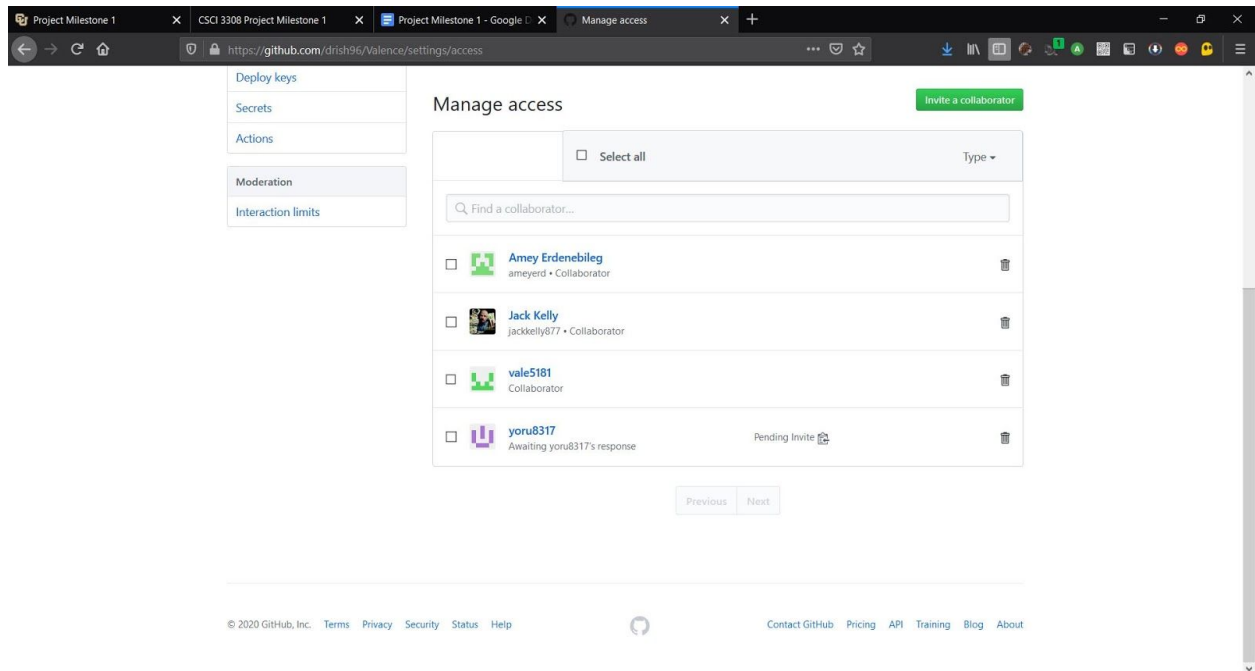 Project Milestone 1
CSCI 3308 Project Milestone 1
Project Milestone 1 - Google D
Manage access
https://github.com/drish96/Valence/settings/access
1
Deploy keys
Secrets
Actions
Moderation
Interaction limits
Manage access
Invite a collaborator
Select all
Type
Find a collaborator...
Amey Erdenebileg
ameyerd • Collaborator
Jack Kelly
jackkelly877 • Collaborator
vale5181
Collaborator
yoru8317
Awaiting yoru8317's response
Pending Invite
Previous Next
© 2020 GitHub, Inc. Terms Privacy Security Status Help
Contact GitHub Pricing API Training Blog About